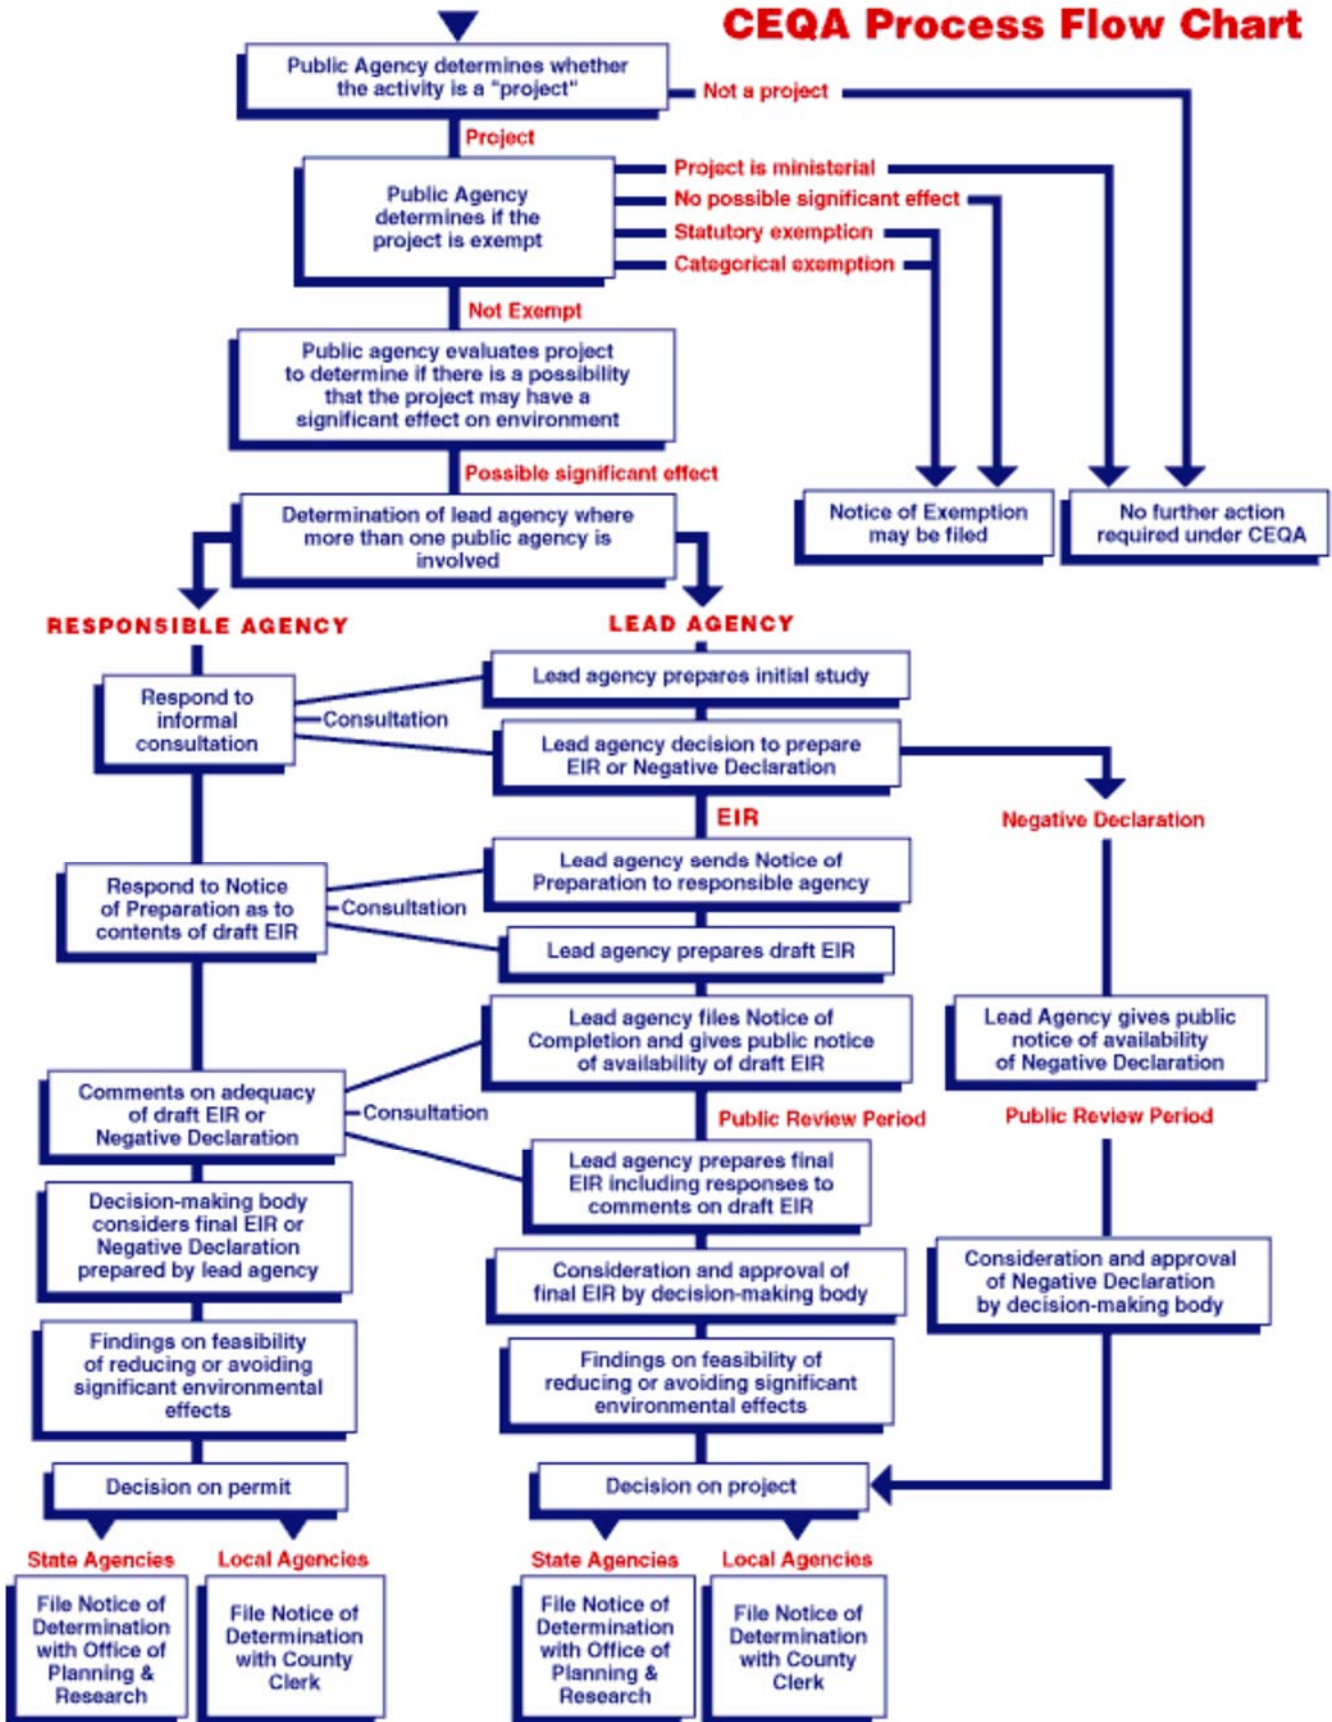 CEQA Process Flow Chart
Public Agency determines whether
the activity is a "project"
Not a project
Project
Public Agency
determines if the
project is exempt
Project is ministerial
No possible significant effect
Statutory exemption
Categorical exemption
Not Exempt
Public agency evaluates project
to determine if there is a possibility
that the project may have a
significant effect on environment
Possible significant effect
Determination of lead agency where
more than one public agency is
involved
Notice of Exemption
may be filed
No further action
required under CEQA
RESPONSIBLE AGENCY
LEAD AGENCY
Respond to
informal
consultation
Consultation
Lead agency prepares initial study
Lead agency decision to prepare
EIR or Negative Declaration
EIR
Negative Declaration
Respond to Notice
of Preparation as to
contents of draft EIR
Consultation
Lead agency sends Notice of
Preparation to responsible agency
Lead agency prepares draft EIR
Lead agency files Notice of
Completion and gives public notice
of availability of draft EIR
Lead Agency gives public
notice of availability
of Negative Declaration
Comments on adequacy
of draft EIR or
Negative Declaration
Consultation
Public Review Period
Public Review Period
Lead agency prepares final
EIR including responses to
comments on draft EIR
Decision-making body
considers final EIR or
Negative Declaration
prepared by lead agency
Consideration and approval of
final EIR by decision-making body
Consideration and approval
of Negative Declaration
by decision-making body
Findings on feasibility
of reducing or avoiding
significant environmental
effects
Findings on feasibility of
reducing or avoiding significant
environmental effects
Decision on permit
Decision on project
State Agencies
Local Agencies
State Agencies
Local Agencies
File Notice of
Determination
with Office of
Planning &
Research
File Notice of
Determination
with County
Clerk
File Notice of
Determination
with Office of
Planning &
Research
File Notice of
Determination
with County
Clerk